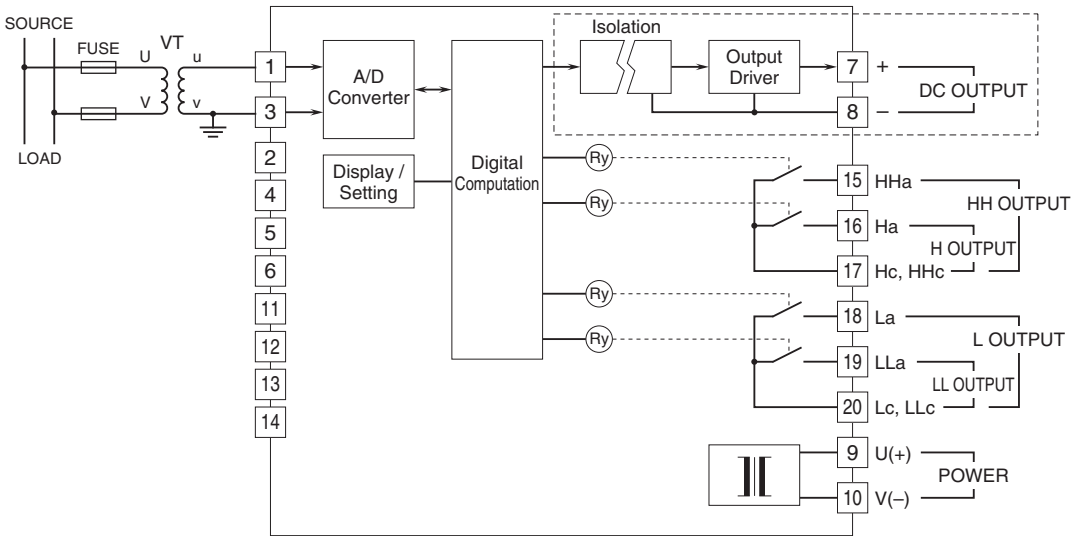 SOURCE
FUSE
VT
U
u
V
v
LOAD
1
3
2
4
5
6
11
12
13
14
A/D
Converter
Display /
Setting
Digital
Computation
Isolation
Output
Driver
Ry
Ry
Ry
Ry
7 +
8 –
DC OUTPUT
15 HHa
HH OUTPUT
16 Ha
H OUTPUT
17 Hc, HHc
18 La
L OUTPUT
19 LLa
LL OUTPUT
20 Lc, LLc
9 U(+)
POWER
10 V(–)